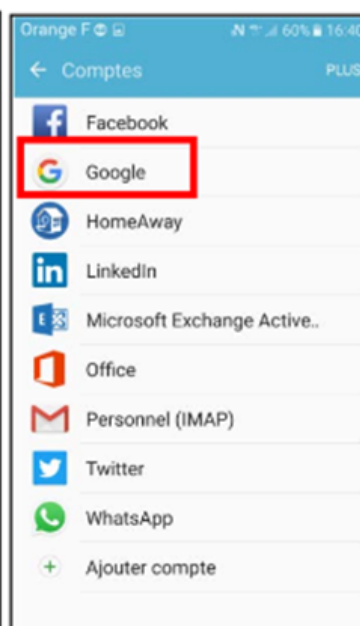 Orange F 60% 16:40
Comptes PLUS
Facebook
Google
HomeAway
LinkedIn
Microsoft Exchange Active..
Office
Personnel (IMAP)
Twitter
WhatsApp
Ajouter compte